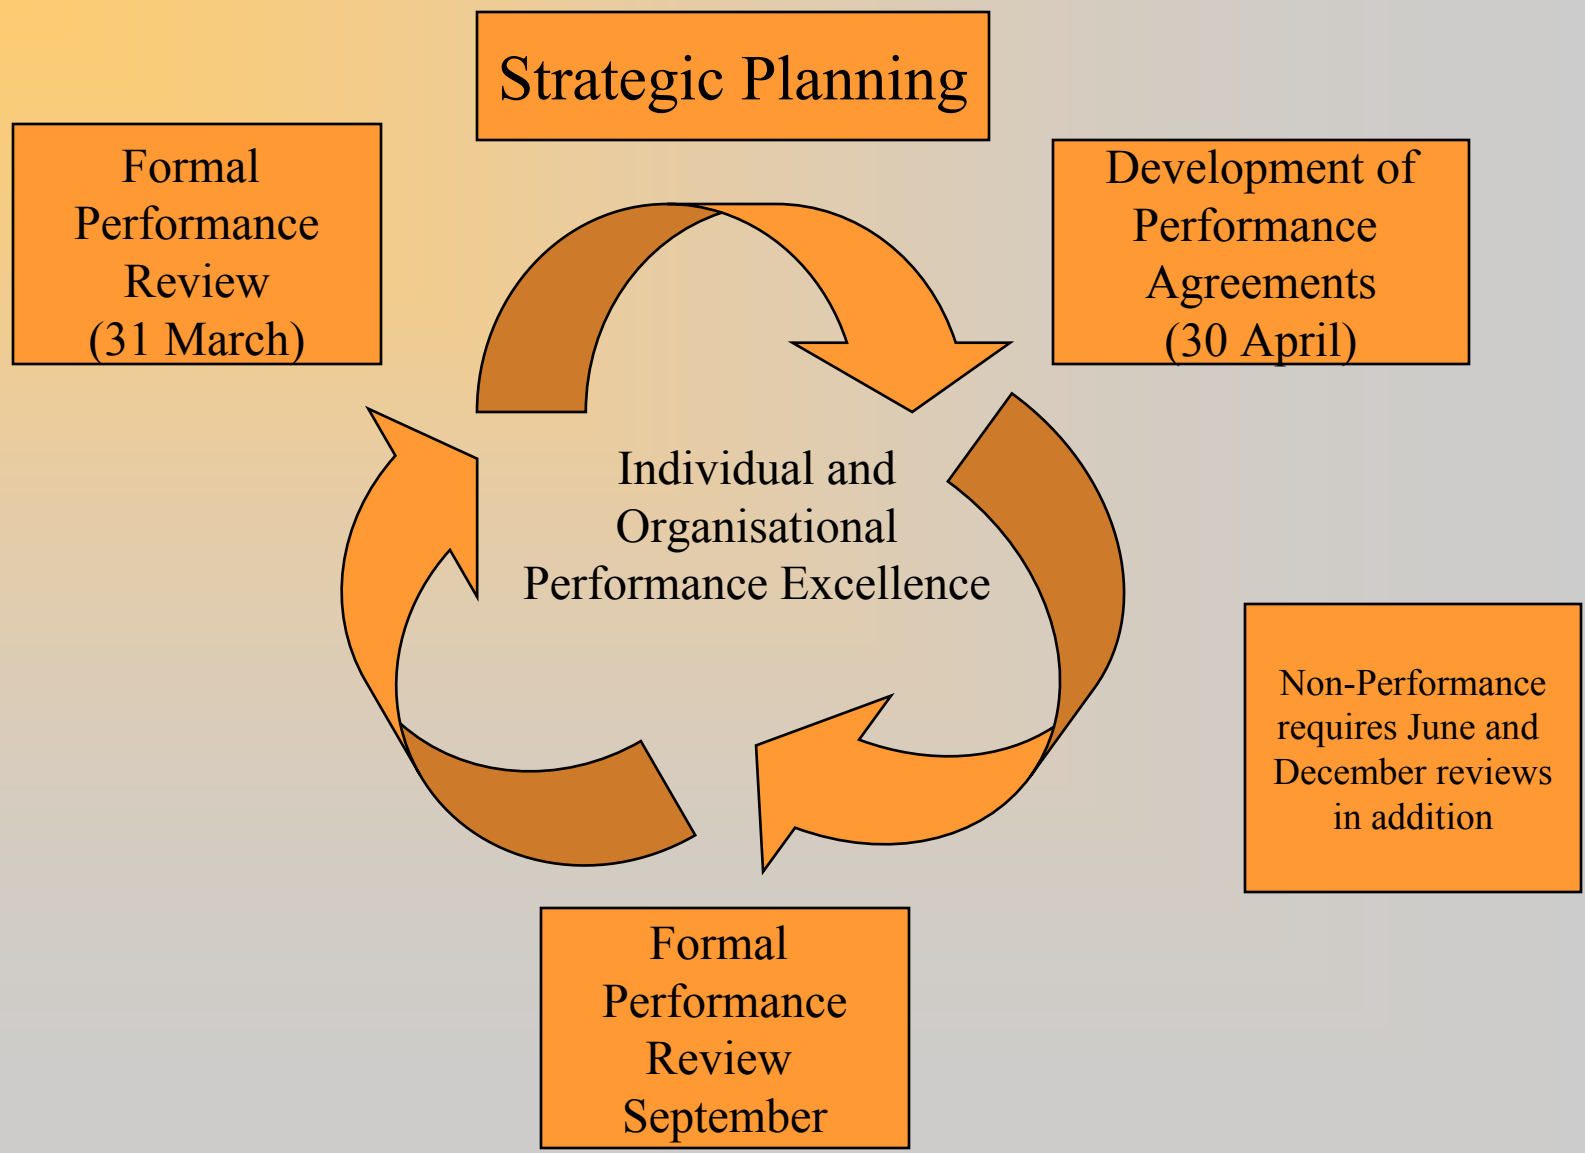 Strategic Planning
Formal
Performance
Review
(31 March)
Development of
Performance
Agreements
(30 April)
Individual and
Organisational
Performance Excellence
Non-Performance
requires June and
December reviews
in addition
Formal
Performance
Review
September